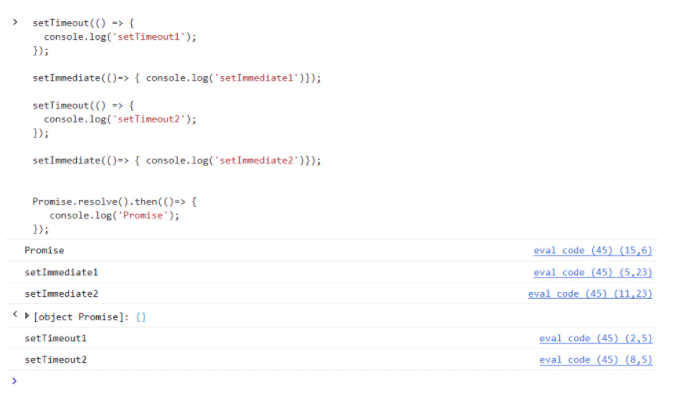 > setTimeout(() => {
console.log('setTimeout1');
});
setImmediate(()=> { console.log('setImmediate1')});
setTimeout(() => {
console.log('setTimeout2');
});
setImmediate(()=> { console.log('setImmediate2')});
Promise.resolve().then(()=> {
console.log('Promise');
});
Promise eval code (45) (15,6)
setImmediate1 eval code (45) (5,23)
setImmediate2 eval code (45) (11,23)
< ▶ [object Promise]: {}
setTimeout1 eval code (45) (2,5)
setTimeout2 eval code (45) (8,5)
>